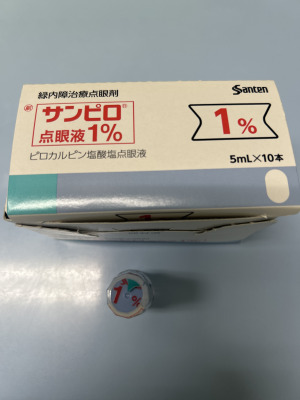 緑内障治療点眼剤
Santen
サンピロ®
点眼液1%
1%
ピロカルピン塩酸塩点眼液
5mL×10本
1%